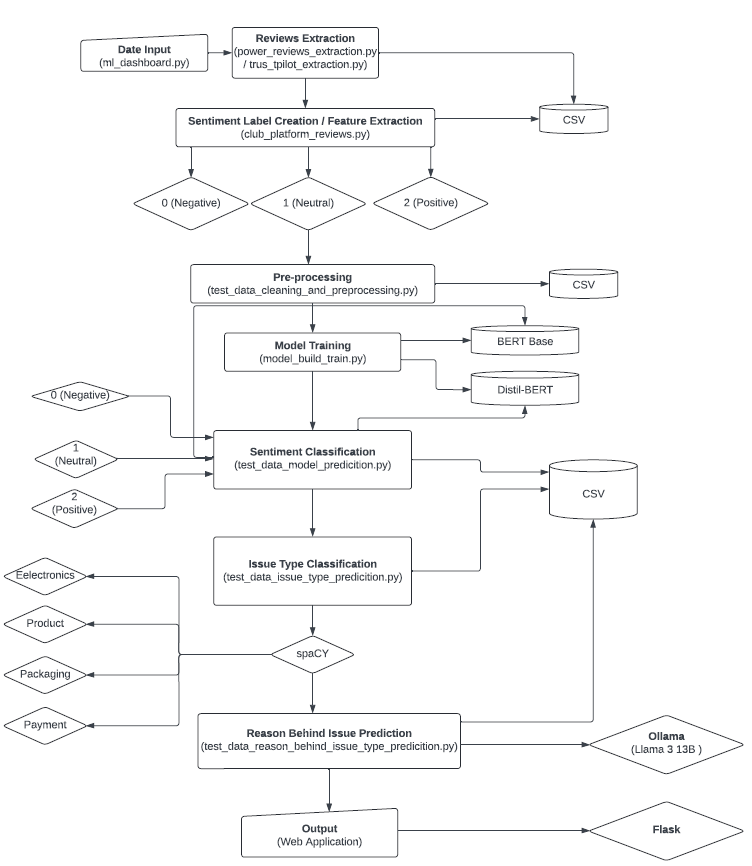 Date Input
(ml_dashboard.py)
Reviews Extraction
(power_reviews_extraction.py
/ trus_tpilot_extraction.py)
Sentiment Label Creation / Feature Extraction
(club_platform_reviews.py)
CSV
0 (Negative)
1 (Neutral)
2 (Positive)
Pre-processing
(test_data_cleaning_and_preprocessing.py)
CSV
Model Training
(model_build_train.py)
BERT Base
Distil-BERT
0 (Negative)
1
(Neutral)
2
(Positive)
Sentiment Classification
(test_data_model_predicition.py)
CSV
Issue Type Classification
(test_data_issue_type_predicition.py)
Eelectronics
Product
Packaging
Payment
spaCY
Reason Behind Issue Prediction
(test_data_reason_behind_issue_type_predicition.py)
Ollama
(Llama 3 13B )
Output
(Web Application)
Flask